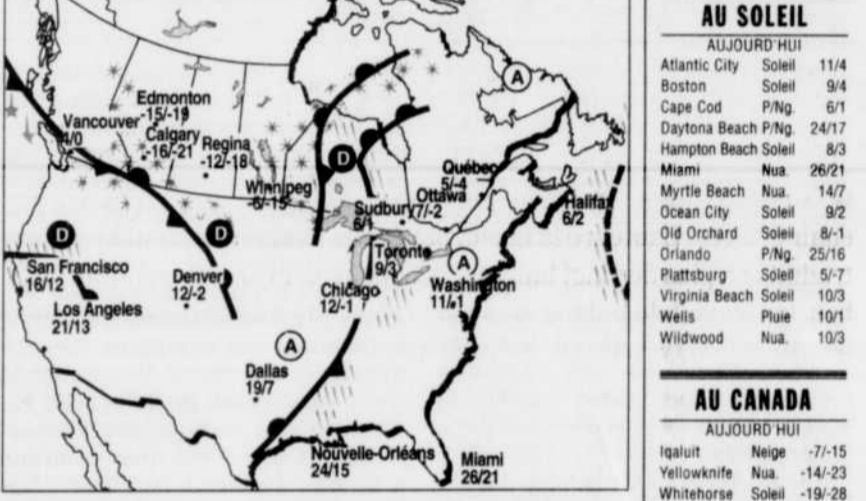 A
Edmonton
-15/-19
Vancouver
4/0
Calgary
-16/-21
Regina
-12/-18
Winnipeg
-6/-15
D
Québec
5/-4
Ottawa
7/-2
Sudbury
6/
Halifax
6/2
D
D
San Francisco
16/12
Los Angeles
21/13
Denver
12/-2
Toronto
9/3
A
Washington
11/-1
Chicago
12/-1
A
Dallas
19/7
Nouvelle-Orléans
24/15
Miami
26/21
AU SOLEIL
AUJOURD'HUI
Atlantic City Soleil 11/4
Boston Soleil 9/4
Cape Cod P/Ng. 6/1
Daytona Beach P/Ng. 24/17
Hampton Beach Soleil 8/3
Miami Nua. 26/21
Myrtle Beach Nua. 14/7
Ocean City Soleil 9/2
Old Orchard Soleil 8/-1
Orlando P/Ng. 25/16
Plattsburg Soleil 5/-7
Virginia Beach Soleil 10/3
Wells Pluie 10/1
Wildwood Nua. 10/3
AU CANADA
AUJOURD'HUI
Iqaluit Neige -7/-15
Yellowknife Nua. -14/-23
Whitehorse Soleil -19/-28